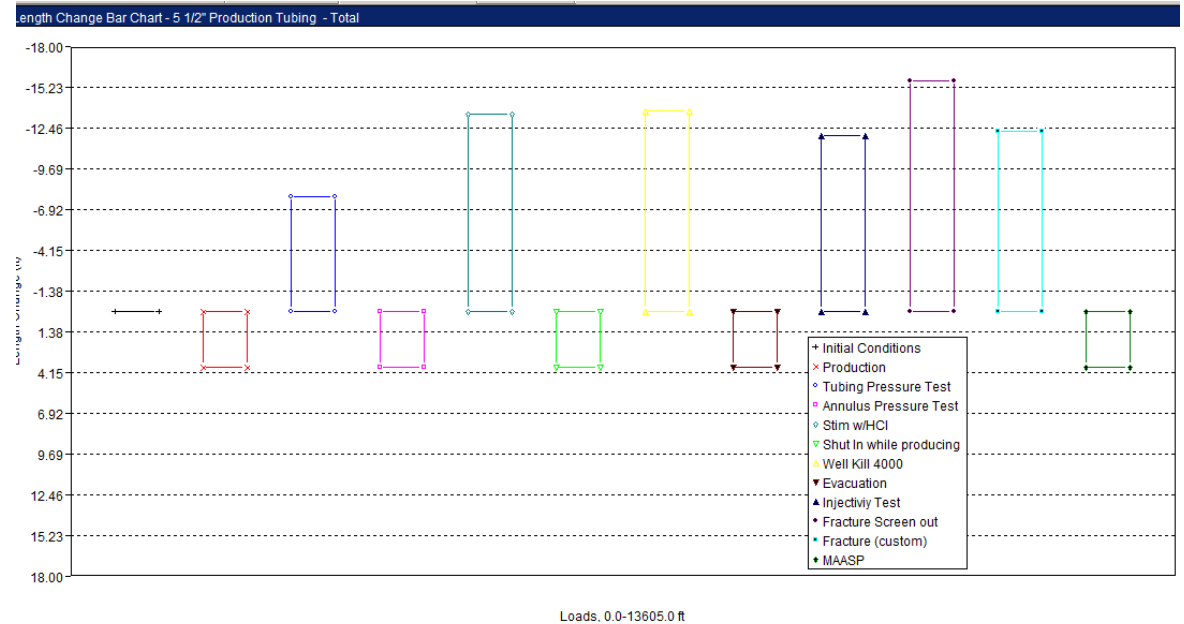 Length Change Bar Chart - 5 1/2" Production Tubing - Total
-18.00
-15.23
-12.46
-9.69
-6.92
-4.15
-1.38
1.38
4.15
6.92
9.69
12.46
15.23
18.00
Length Change
Initial Conditions
Production
Tubing Pressure Test
Annulus Pressure Test
Stim w/HCl
Shut In while producing
Well Kill 4000
Evacuation
Injectiviy Test
Fracture Screen out
Fracture (custom)
MAASP
Loads, 0.0-13605.0 ft